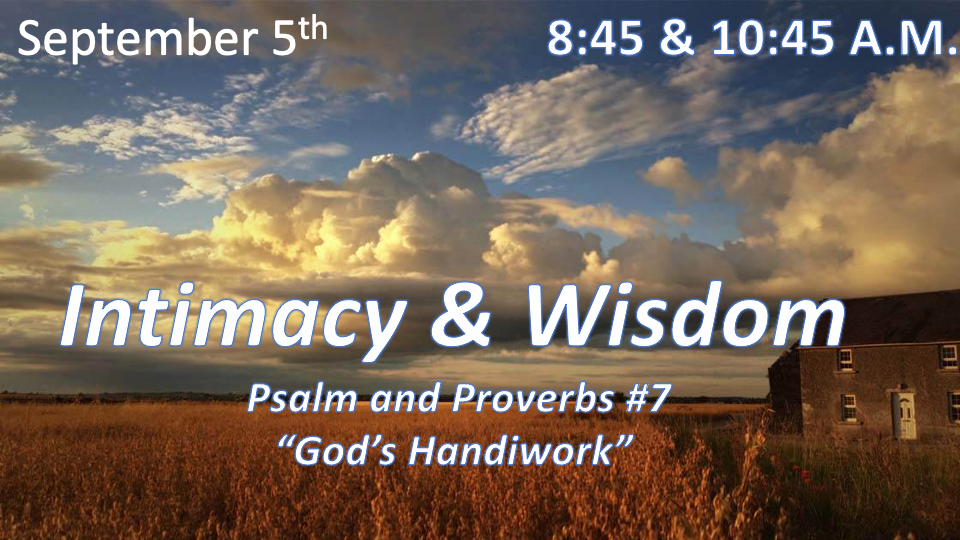 September 5th 8:45 & 10:45 A.M.
Intimacy & Wisdom
Psalm and Proverbs #7
“God’s Handiwork”